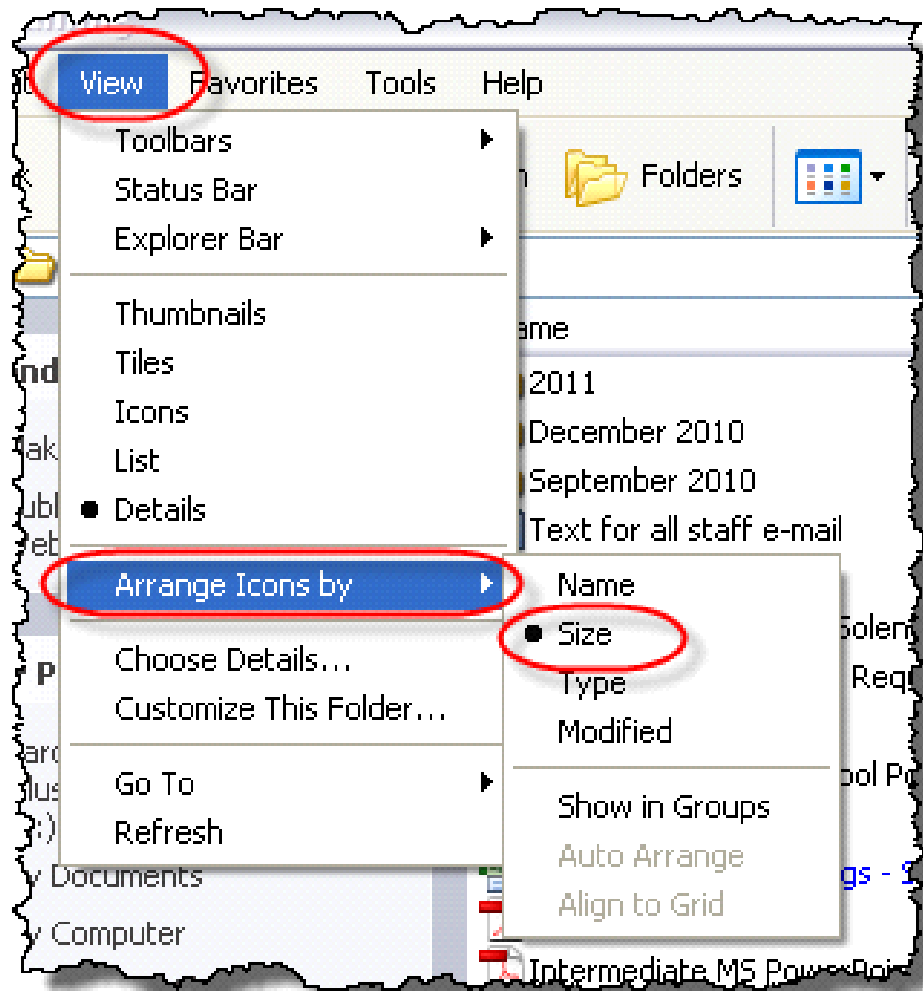 View Favorites Tools Help
Toolbars
Status Bar
Folders
Explorer Bar
Thumbnails
Tiles
2011
Icons
December 2010
List
September 2010
Details
Text for all staff e-mail
Arrange Icons by
Name
Size
Choose Details...
Type
Customize This Folder...
Modified
Go To
Show in Groups
Refresh
Auto Arrange
Documents
Align to Grid
Computer
Intermediate MS PowerPoint